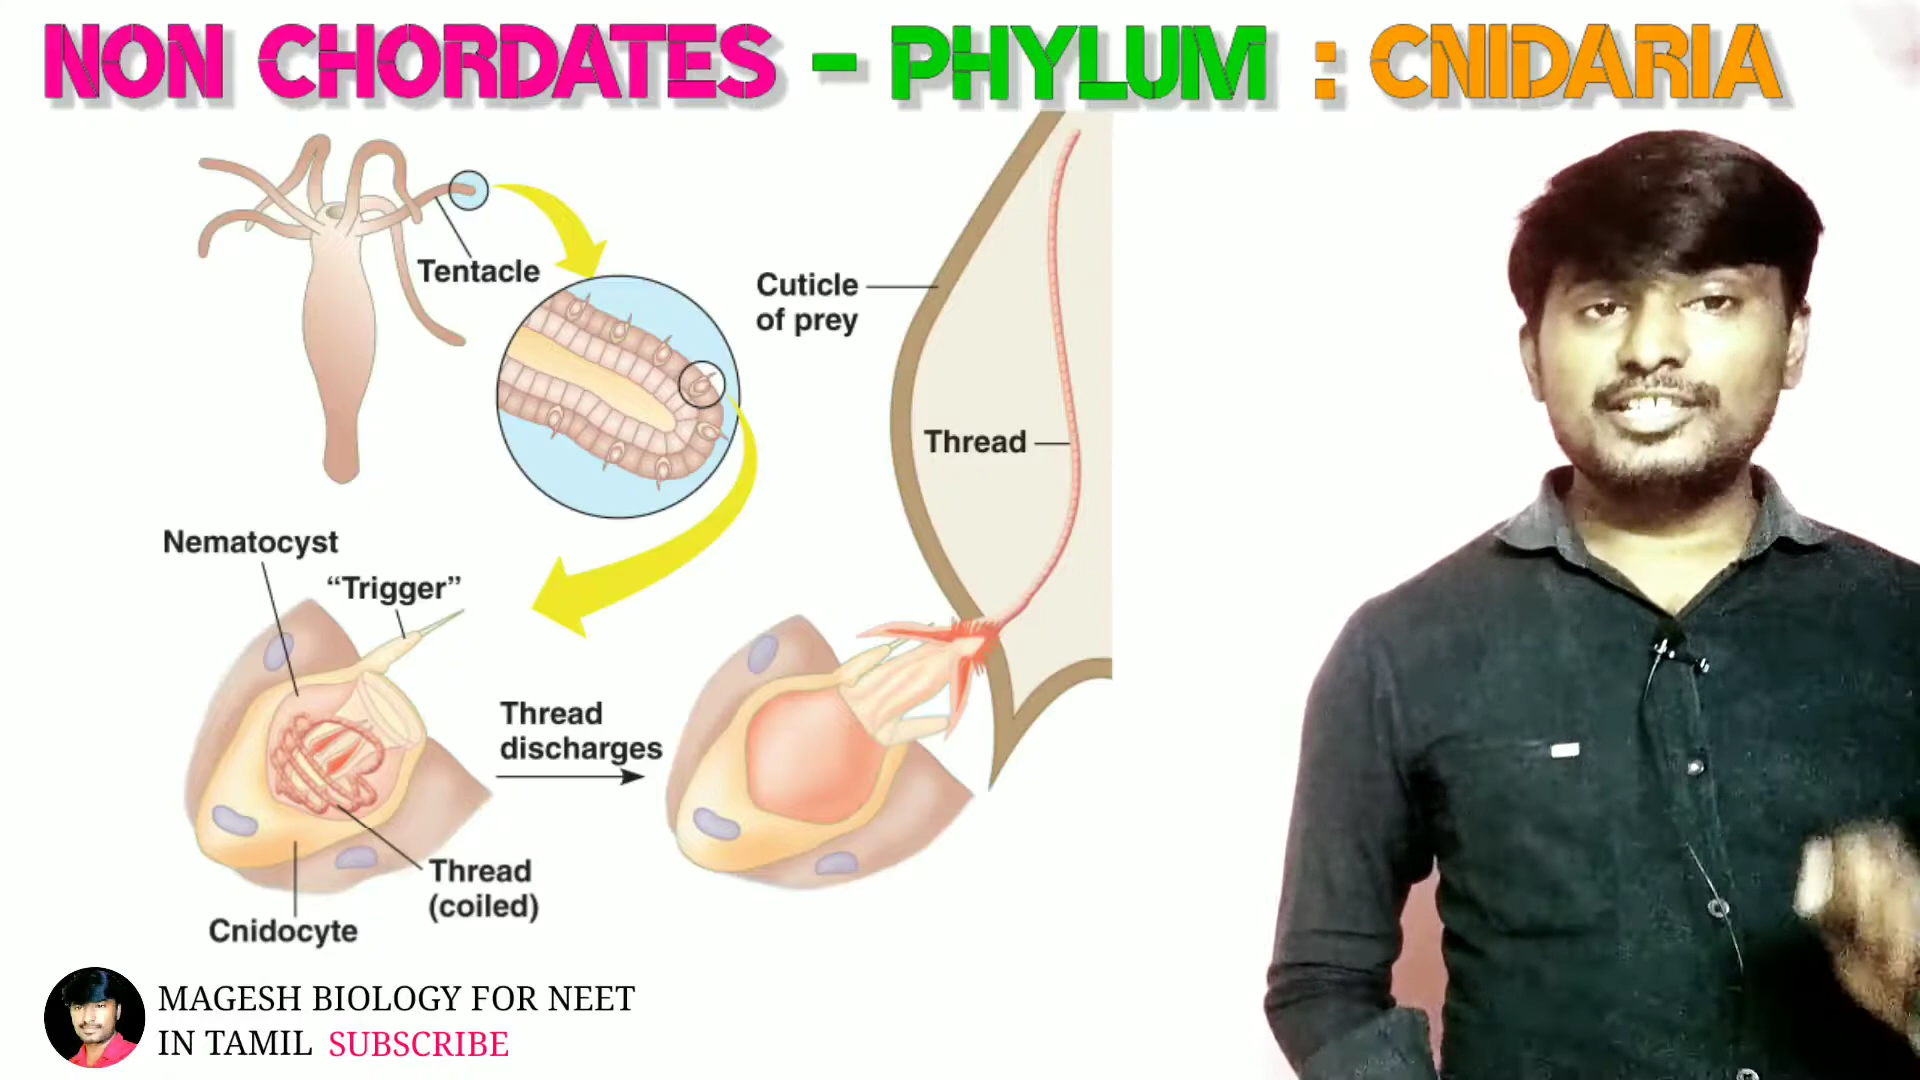 NON CHORDATES - PHYLUM : CNIDARIA
Tentacle
Cuticle
of prey
Thread
Nematocyst
“Trigger”
Thread
discharges
Thread
(coiled)
Cnidocyte
MAGESH BIOLOGY FOR NEET
IN TAMIL SUBSCRIBE